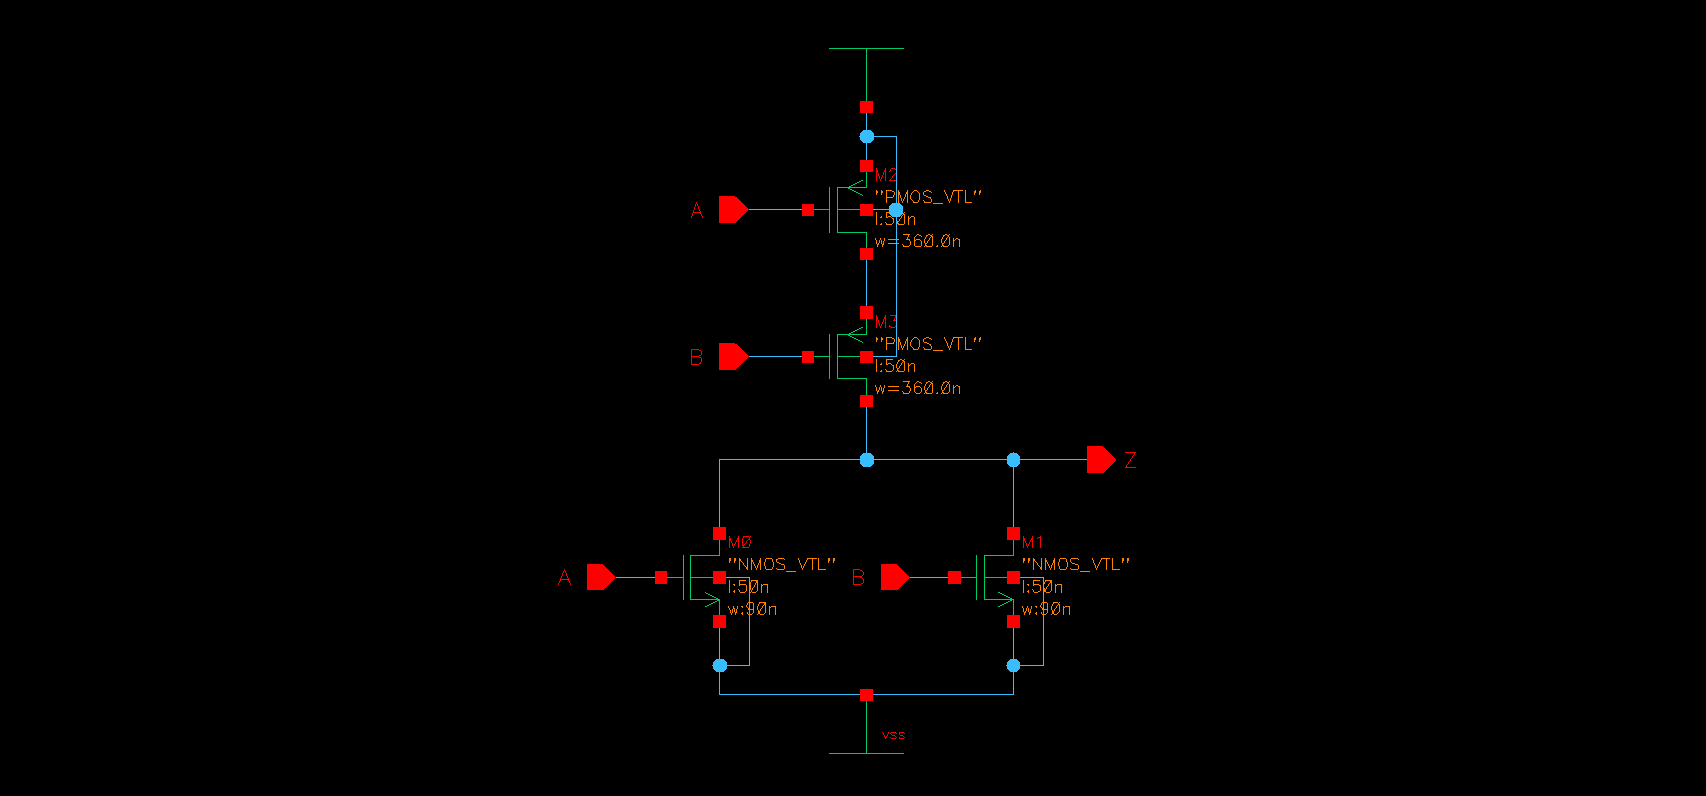 M2
"PMOS_VTL"
A
l:50n
w=360.0n
M3
"PMOS_VTL"
B
l:50n
w=360.0n
Z
M0
"NMOS_VTL"
A
l:50n
w:90n
M1
"NMOS_VTL"
B
l:50n
w:90n
vss